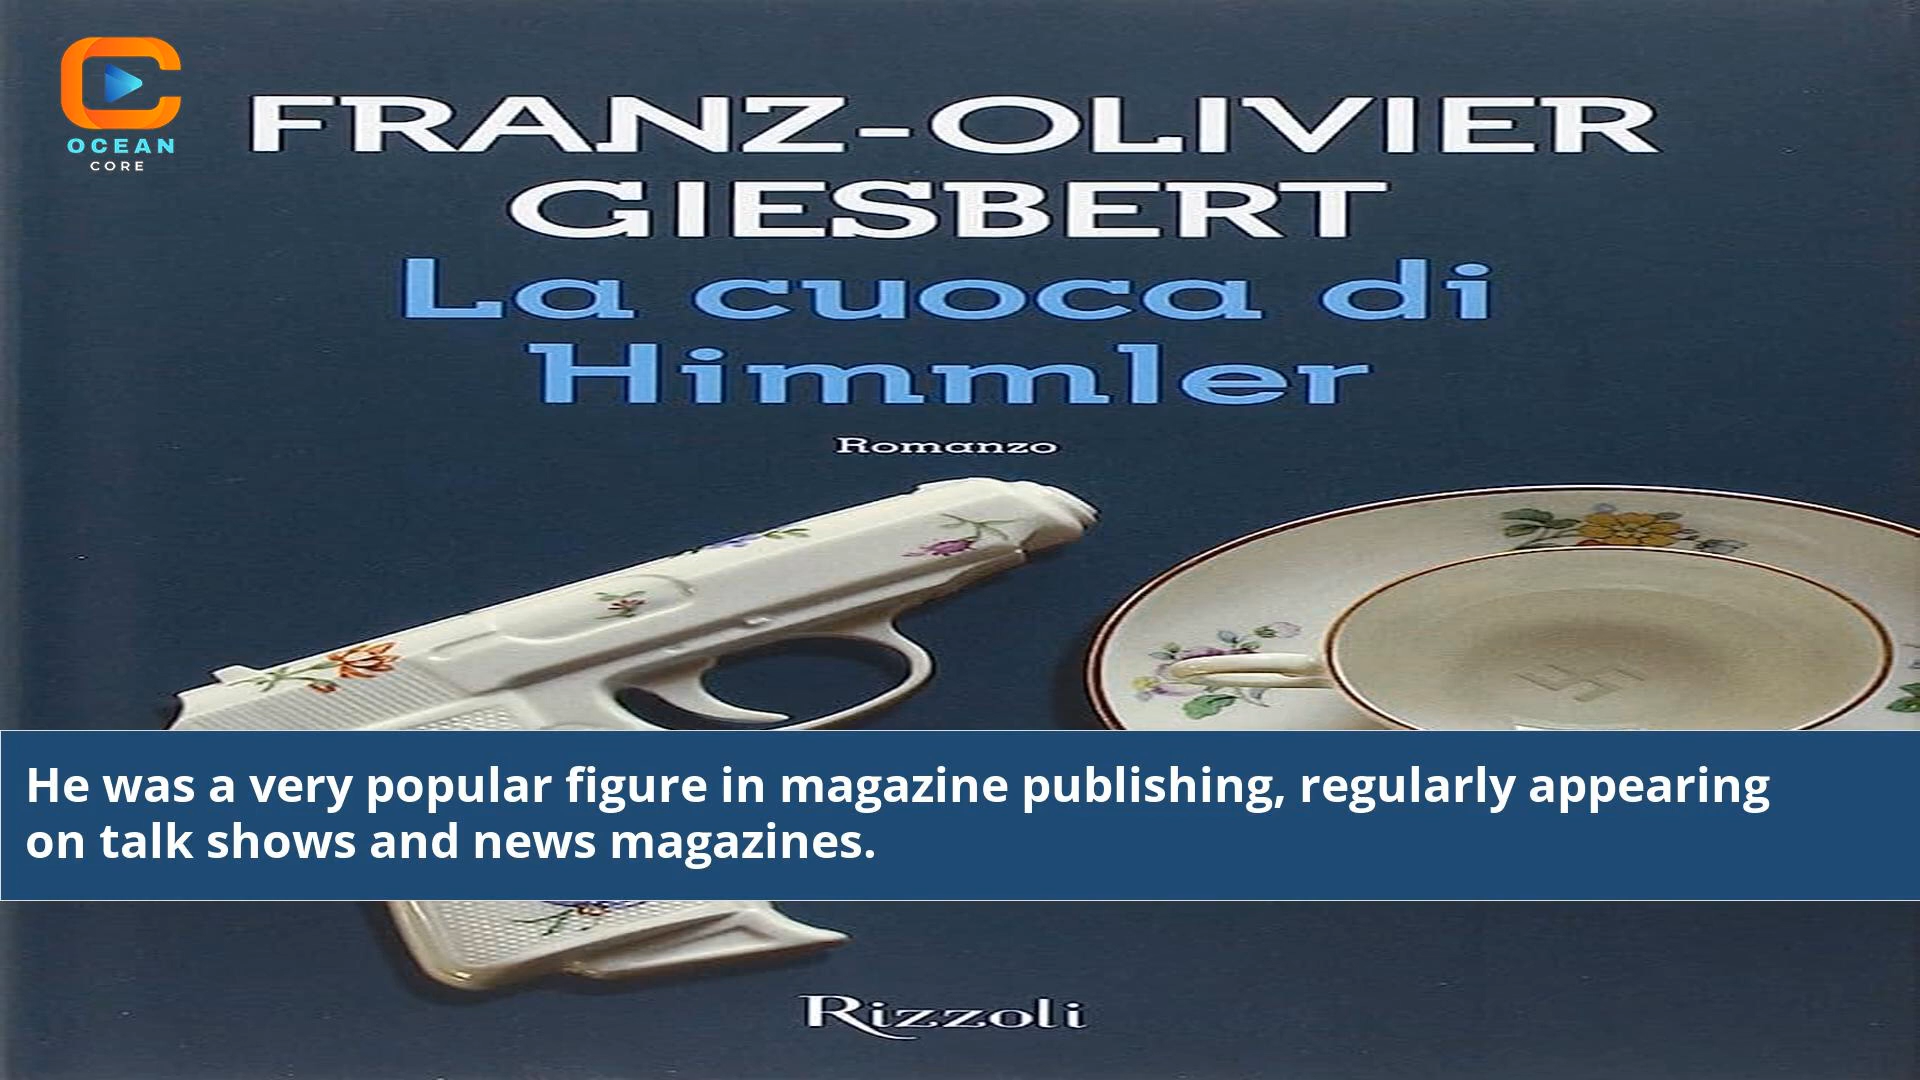 OCEAN
CORE
FRANZ-OLIVIER
GIESBERT
La cuoca di
Himmler
Romanzo
He was a very popular figure in magazine publishing, regularly appearing
on talk shows and news magazines.
Rizzoli